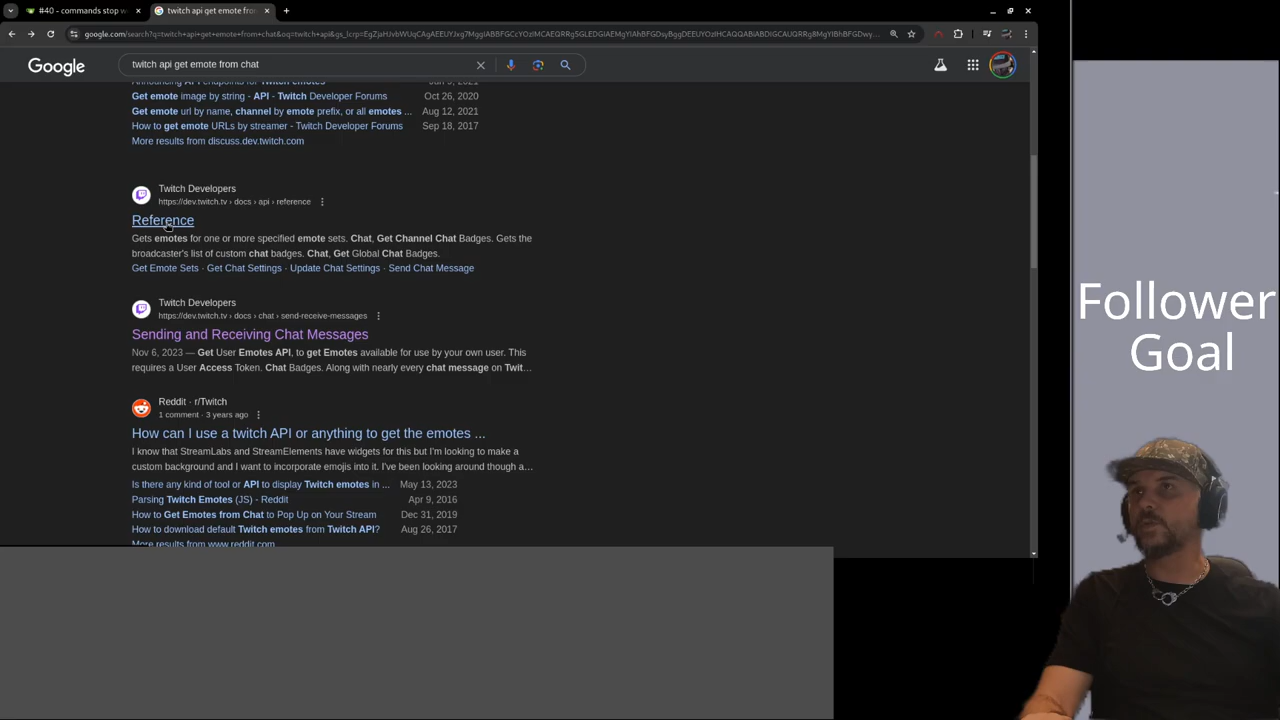 #40 - commands stop w
twitch api get emote fro
google.com/search?q=twitch+api+get+emote+from+chat&oq=twitch+api&gs_lcrp=
Google
twitch api get emote from chat
Announcing API Endpoints for Twitch Emotes
Get emote image by string - API - Twitch Developer Forums
Oct 26, 2020
Get emote url by name, channel by emote prefix, or all emotes ...
Aug 12, 2021
How to get emote URLs by streamer - Twitch Developer Forums
Sep 18, 2017
More results from discuss.dev.twitch.com
Twitch Developers
https://dev.twitch.tv › docs › api › reference
Reference
Gets emotes for one or more specified emote sets. Chat, Get Channel Chat Badges. Gets the
broadcaster's list of custom chat badges. Chat, Get Global Chat Badges.
Get Emote Sets · Get Chat Settings · Update Chat Settings · Send Chat Message
Twitch Developers
https://dev.twitch.tv › docs › chat › send-receive-messages
Sending and Receiving Chat Messages
Nov 6, 2023 — Get User Emotes API, to get Emotes available for use by your own user. This
requires a User Access Token. Chat Badges. Along with nearly every chat message on Twit...
Reddit · r/Twitch
1 comment · 3 years ago
How can I use a twitch API or anything to get the emotes ...
I know that StreamLabs and StreamElements have widgets for this but I'm looking to make a
custom background and I want to incorporate emojis into it. I've been looking around though a...
Is there any kind of tool or API to display Twitch emotes in ...
May 13, 2023
Parsing Twitch Emotes (JS) - Reddit
Apr 9, 2016
How to Get Emotes from Chat to Pop Up on Your Stream
Dec 31, 2019
How to download default Twitch emotes from Twitch API?
Aug 26, 2017
More results from www.reddit.com
Follower
Goal